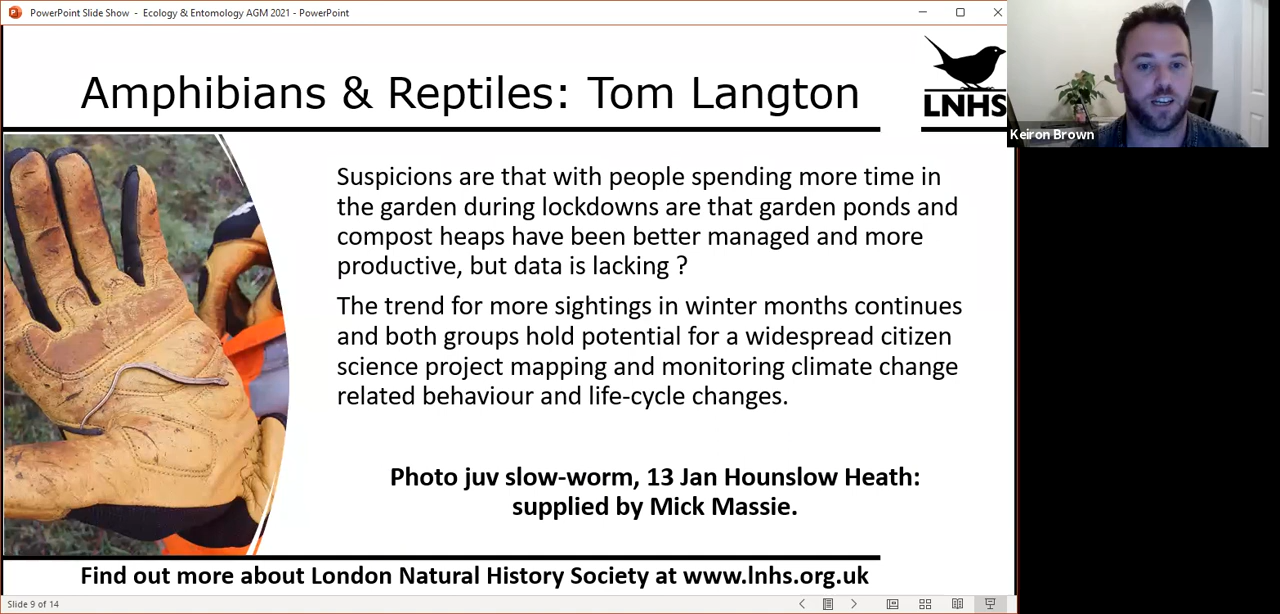 PowerPoint Slide Show - Ecology & Entomology AGM 2021 - PowerPoint
Amphibians & Reptiles: Tom Langton
LNHS
Keiron Brown
Suspicions are that with people spending more time in
the garden during lockdowns are that garden ponds and
compost heaps have been better managed and more
productive, but data is lacking ?
The trend for more sightings in winter months continues
and both groups hold potential for a widespread citizen
science project mapping and monitoring climate change
related behaviour and life-cycle changes.
Photo juv slow-worm, 13 Jan Hounslow Heath:
supplied by Mick Massie.
Find out more about London Natural History Society at www.lnhs.org.uk
Slide 9 of 14